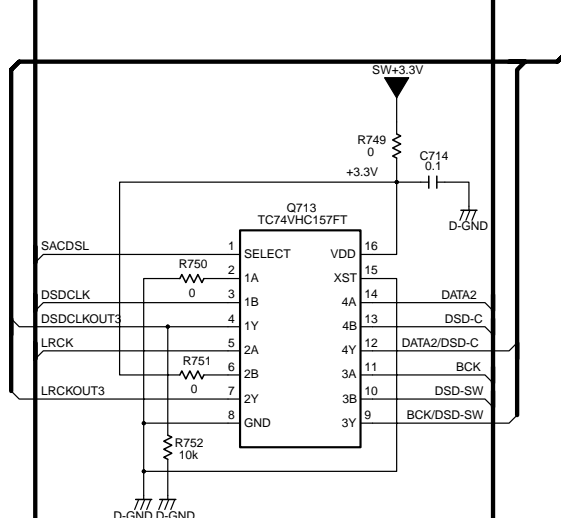 SW+3.3V
R749
0
C714
0.1
+3.3V
D-GND
Q713
TC74VHC157FT
SACDSL
1
SELECT
VDD
16
R750
0
2
1A
XST
15
DSDCLK
3
1B
4A
14
DATA2
DSDCLKOUT3
4
1Y
4B
13
DSD-C
LRCK
5
2A
4Y
12
DATA2/DSD-C
R751
0
6
2B
3A
11
BCK
LRCKOUT3
7
2Y
3B
10
DSD-SW
8
GND
3Y
9
BCK/DSD-SW
R752
10k
D-GND
D-GND